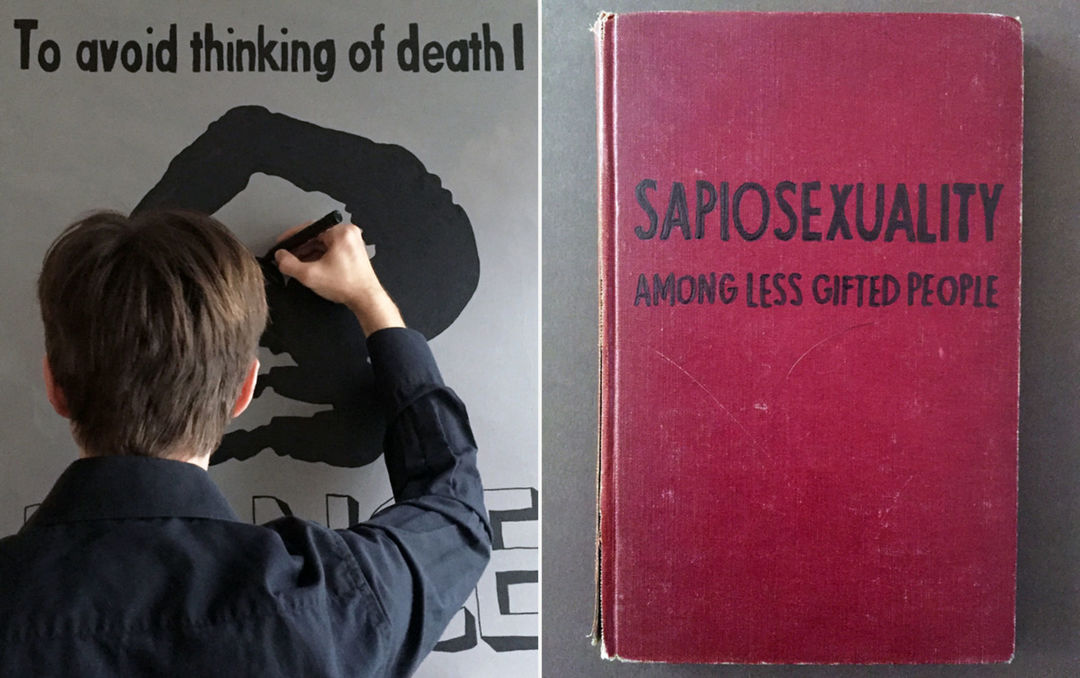 To avoid thinking of death I
SAPIOSEXUALITY
AMONG LESS GIFTED PEOPLE